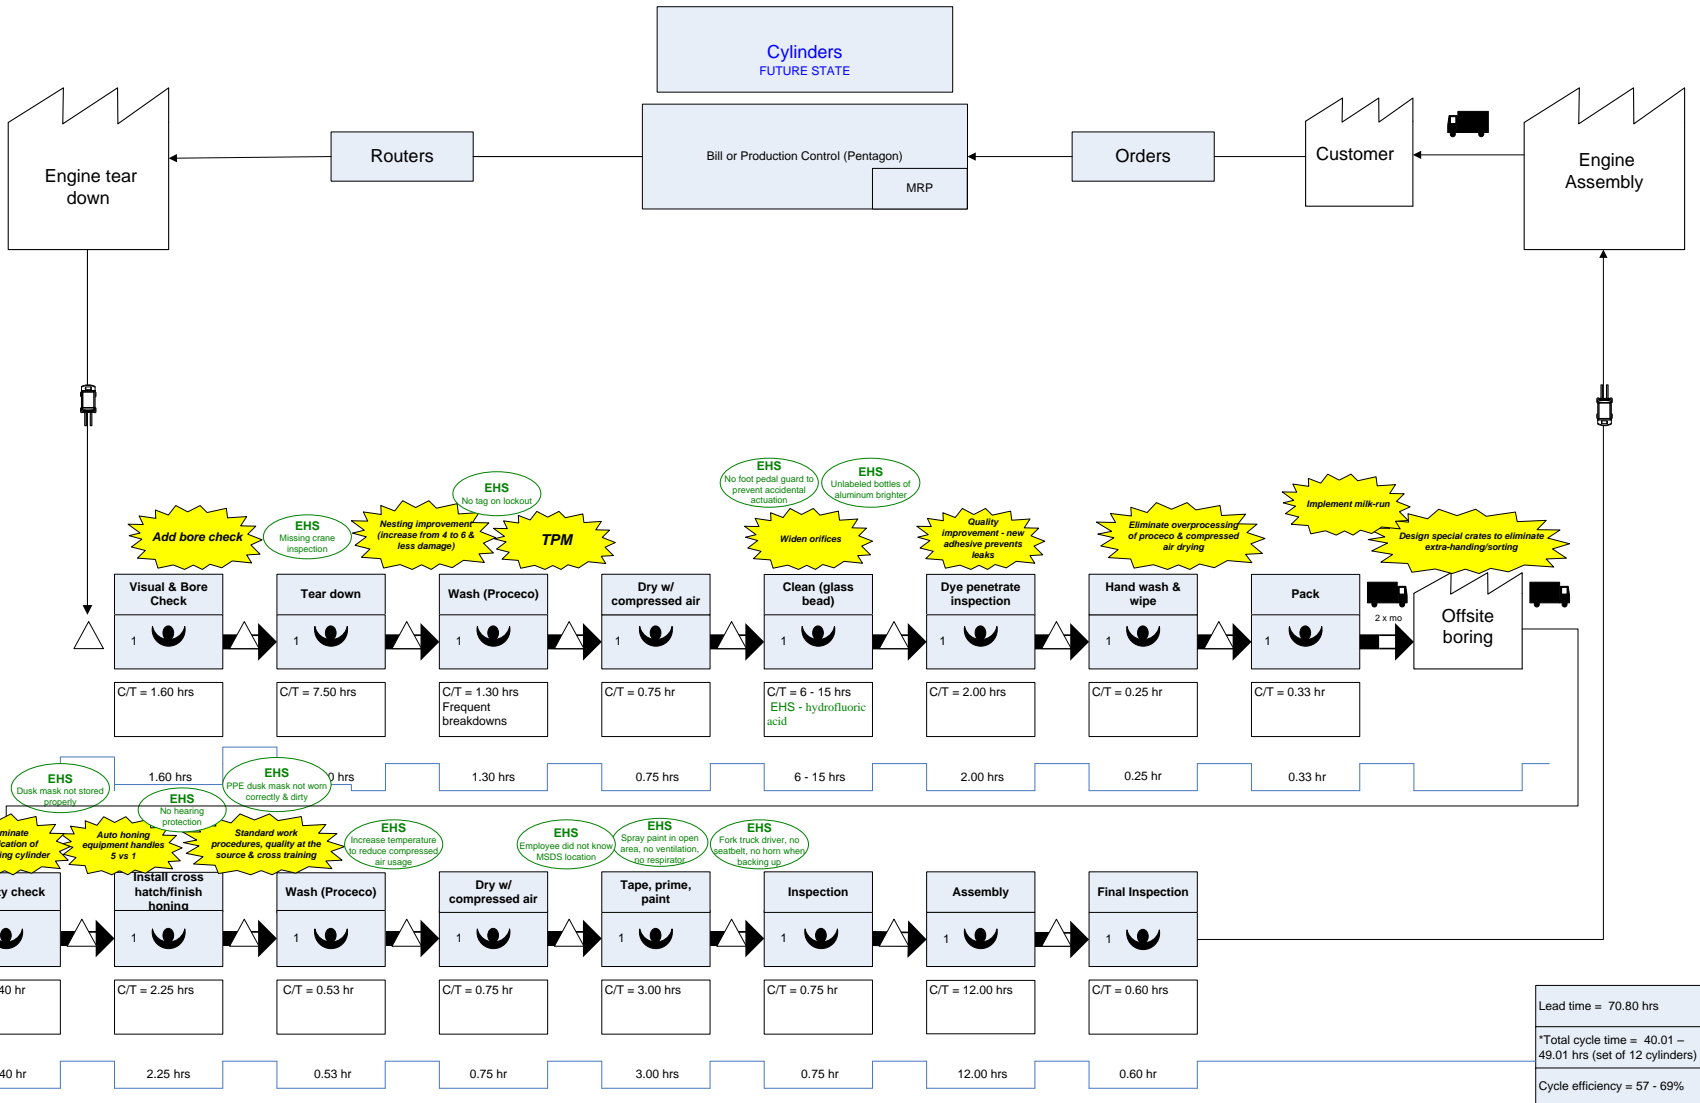 Cylinders
FUTURE STATE
Engine tear
down
Routers
Bill or Production Control (Pentagon)
MRP
Orders
Customer
Engine
Assembly
EHS
No tag on lockout
EHS
No foot pedal guard to
prevent accidental
actuation
EHS
Unlabeled bottles of
aluminum brighter
Implement milk-run
Add bore check
EHS
Missing crane
inspection
Nesting improvement
(increase from 4 to 6 &
less damage)
TPM
Widen orifices
Quality
improvement - new
adhesive prevents
leaks
Eliminate overprocessing
of proceco & compressed
air drying
Design special crates to eliminate
extra-handing/sorting
Visual & Bore
Check
1
Tear down
1
Wash (Proceco)
1
Dry w/
compressed air
1
Clean (glass
bead)
1
Dye penetrate
inspection
1
Hand wash &
wipe
1
Pack
1
2 x mo
Offsite
boring
C/T = 1.60 hrs
C/T = 7.50 hrs
C/T = 1.30 hrs
Frequent
breakdowns
C/T = 0.75 hr
C/T = 6 - 15 hrs
EHS - hydrofluoric
acid
C/T = 2.00 hrs
C/T = 0.25 hr
C/T = 0.33 hr
1.60 hrs
0 hrs
1.30 hrs
0.75 hrs
6 - 15 hrs
2.00 hrs
0.25 hr
0.33 hr
EHS
Dusk mask not stored
properly
EHS
No hearing
protection
EHS
PPE dusk mask not worn
correctly & dirty
minate
ication of
ing cylinder
Auto honing
equipment handles
5 vs 1
Standard work
procedures, quality at the
source & cross training
EHS
Increase temperature
to reduce compressed
air usage
EHS
Employee did not know
MSDS location
EHS
Spray paint in open
area, no ventilation,
no respirator
EHS
Fork truck driver, no
seatbelt, no horn when
backing up
y check
Install cross
hatch/finish
honing
1
Wash (Proceco)
1
Dry w/
compressed air
1
Tape, prime,
paint
1
Inspection
1
Assembly
1
Final Inspection
1
40 hr
C/T = 2.25 hrs
C/T = 0.53 hr
C/T = 0.75 hr
C/T = 3.00 hrs
C/T = 0.75 hr
C/T = 12.00 hrs
C/T = 0.60 hrs
40 hr
2.25 hrs
0.53 hr
0.75 hr
3.00 hrs
0.75 hr
12.00 hrs
0.60 hr
Lead time = 70.80 hrs
*Total cycle time = 40.01 –
49.01 hrs (set of 12 cylinders)
Cycle efficiency = 57 - 69%